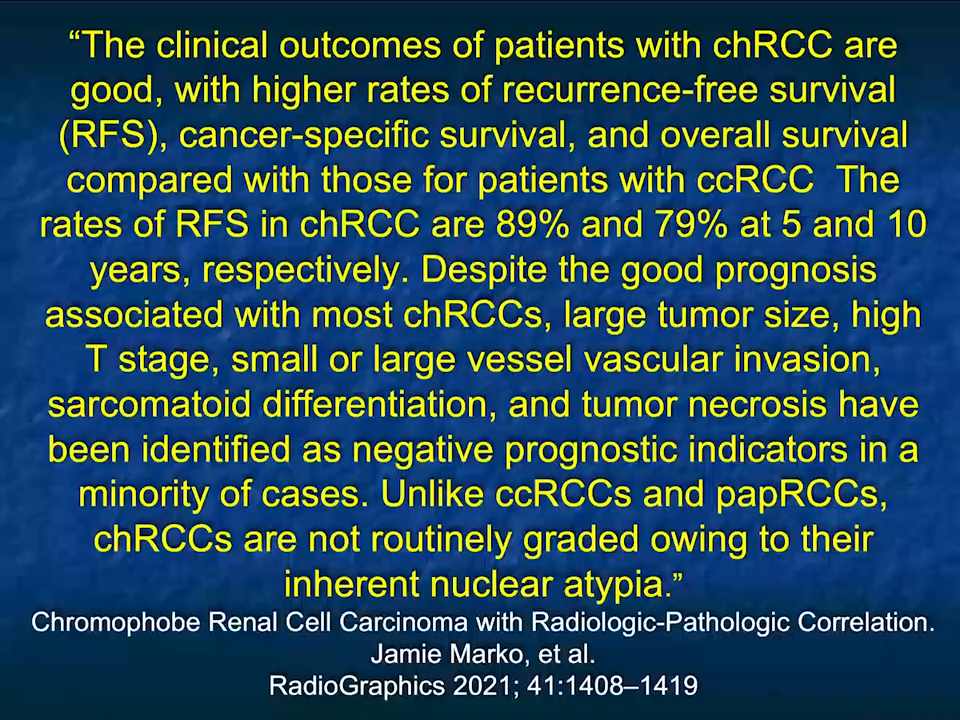 “The clinical outcomes of patients with chRCC are
good, with higher rates of recurrence-free survival
(RFS), cancer-specific survival, and overall survival
compared with those for patients with ccRCC  The
rates of RFS in chRCC are 89% and 79% at 5 and 10
years, respectively. Despite the good prognosis
associated with most chRCCs, large tumor size, high
T stage, small or large vessel vascular invasion,
sarcomatoid differentiation, and tumor necrosis have
been identified as negative prognostic indicators in a
minority of cases. Unlike ccRCCs and papRCCs,
chRCCs are not routinely graded owing to their
inherent nuclear atypia.”
Chromophobe Renal Cell Carcinoma with Radiologic-Pathologic Correlation.
Jamie Marko, et al.
RadioGraphics 2021; 41:1408–1419